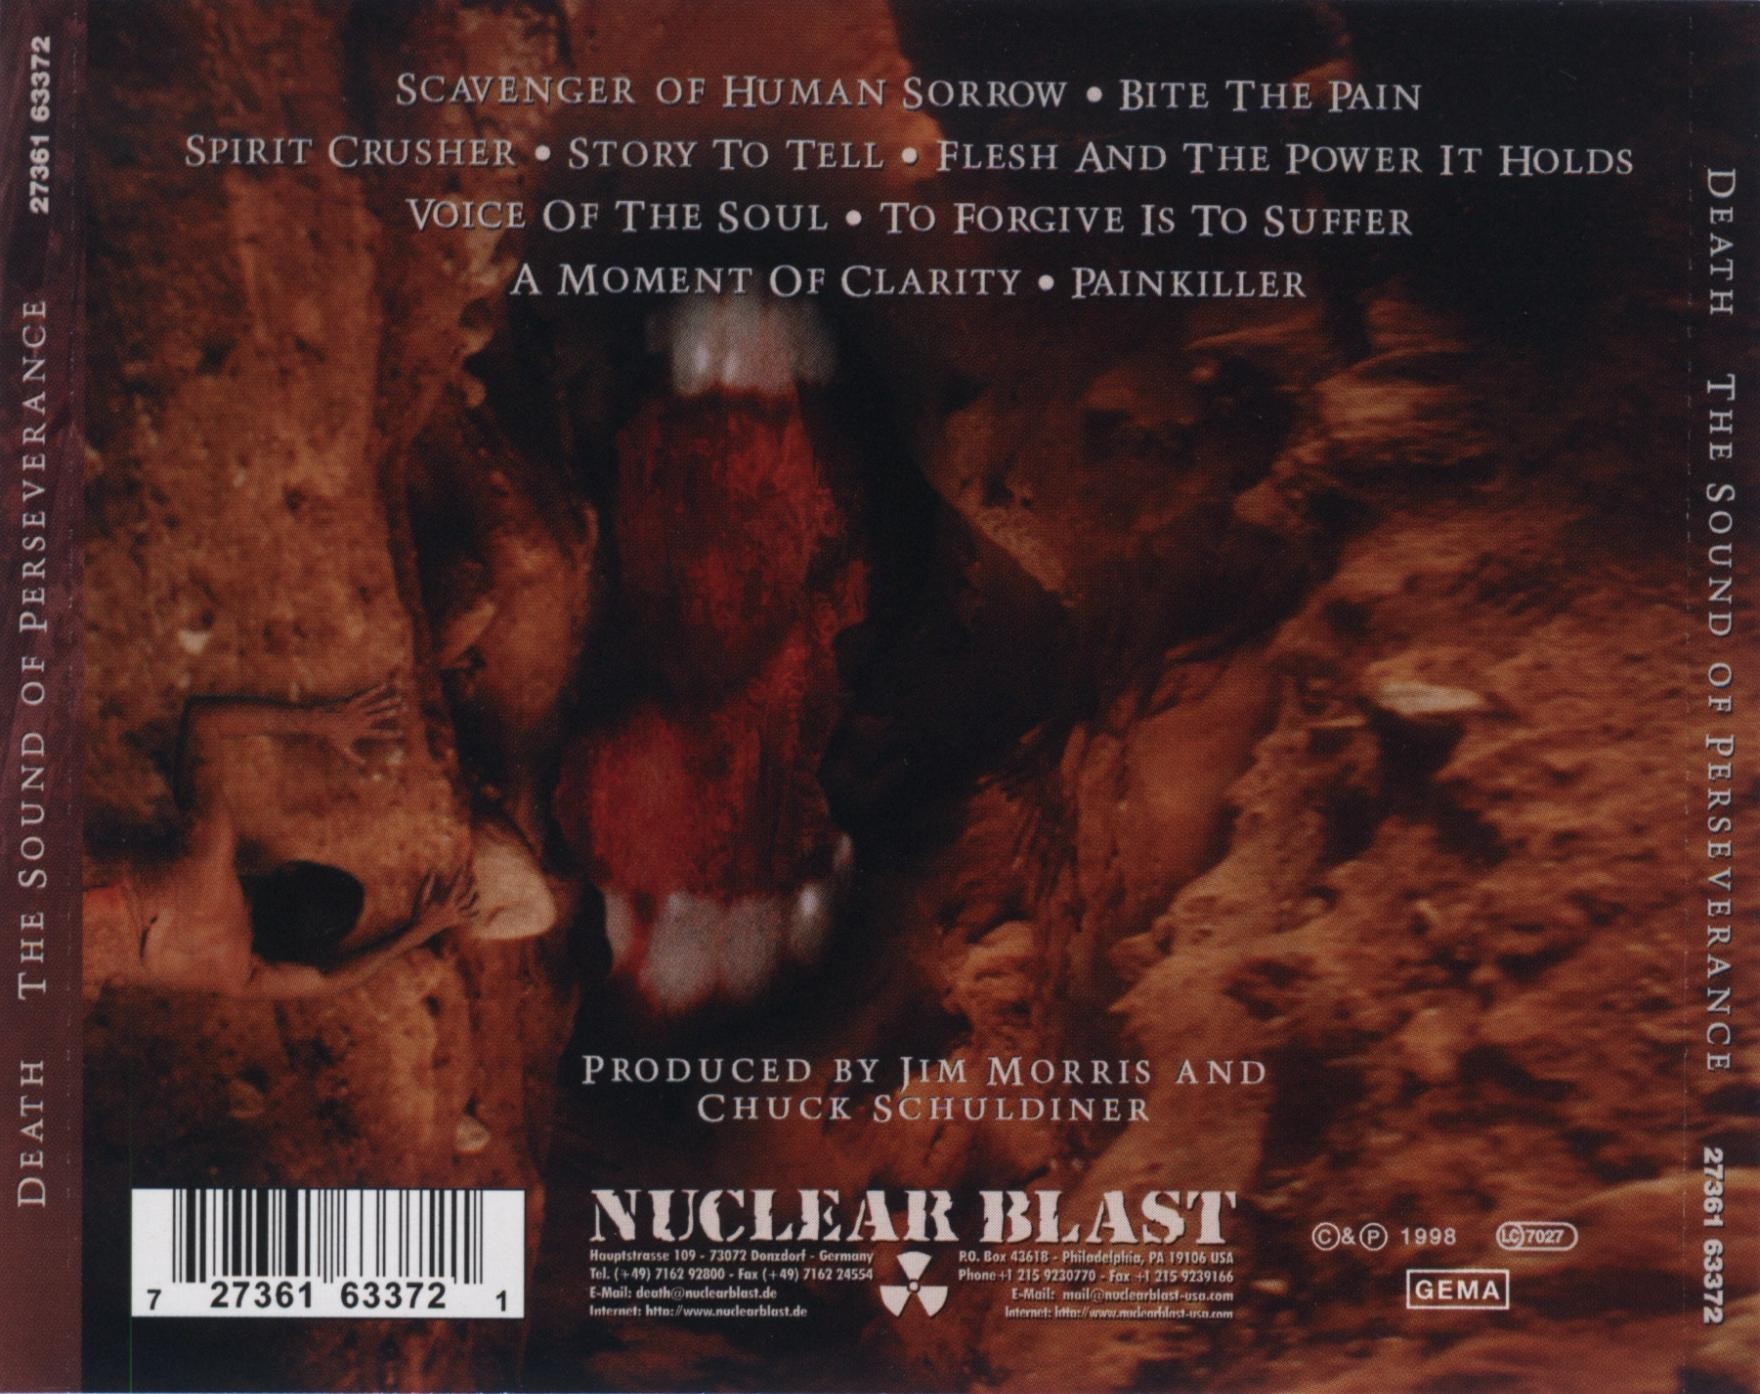 27361 63372
DEATH THE SOUND OF PERSEVERANCE
SCAVENGER OF HUMAN SORROW • BITE THE PAIN
SPIRIT CRUSHER • STORY TO TELL • FLESH AND THE POWER IT HOLDS
VOICE OF THE SOUL • TO FORGIVE IS TO SUFFER
A MOMENT OF CLARITY • PAINKILLER
PRODUCED BY JIM MORRIS AND
CHUCK SCHULDINER
7 27361 63372 1
NUCLEAR BLAST
Hauptstrasse 109 - 73072 Donzdorf - Germany
Tel. (+49) 7162 92800 - Fax (+49) 7162 24554
E-Mail: death@nuclearblast.de
Internet: http://www.nuclearblast.de
P.O. Box 43618 - Philadelphia, PA 19106 USA
Phone +1 215 9230770 - Fax +1 215 9239166
E-Mail: mail@nuclearblast-usa.com
Internet: http://www.nuclearblast-usa.com
©&℗ 1998
LC 7027
GEMA
DEATH THE SOUND OF PERSEVERANCE
27361 63372